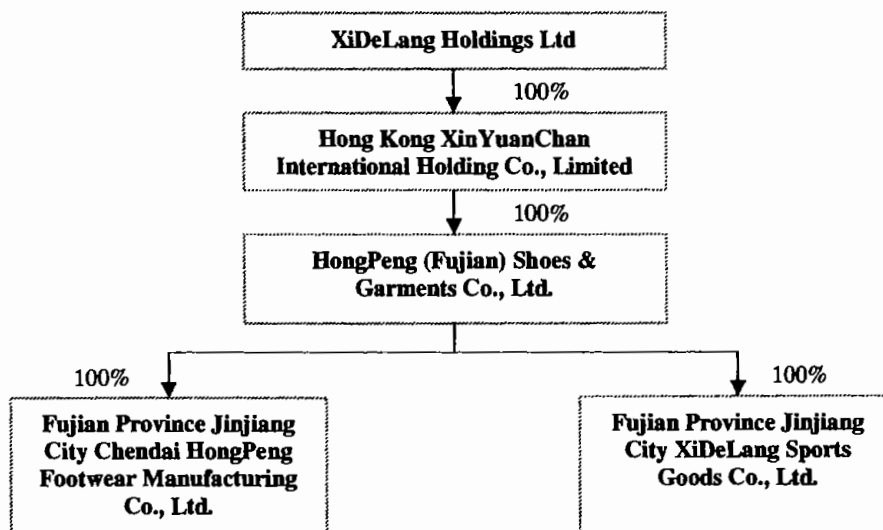 XiDeLang Holdings Ltd
100%
Hong Kong XinYuanChan
International Holding Co., Limited
100%
HongPeng (Fujian) Shoes &
Garments Co., Ltd.
100%
100%
Fujian Province Jinjiang
City Chendai HongPeng
Footwear Manufacturing
Co., Ltd.
Fujian Province Jinjiang
City XiDeLang Sports
Goods Co., Ltd.